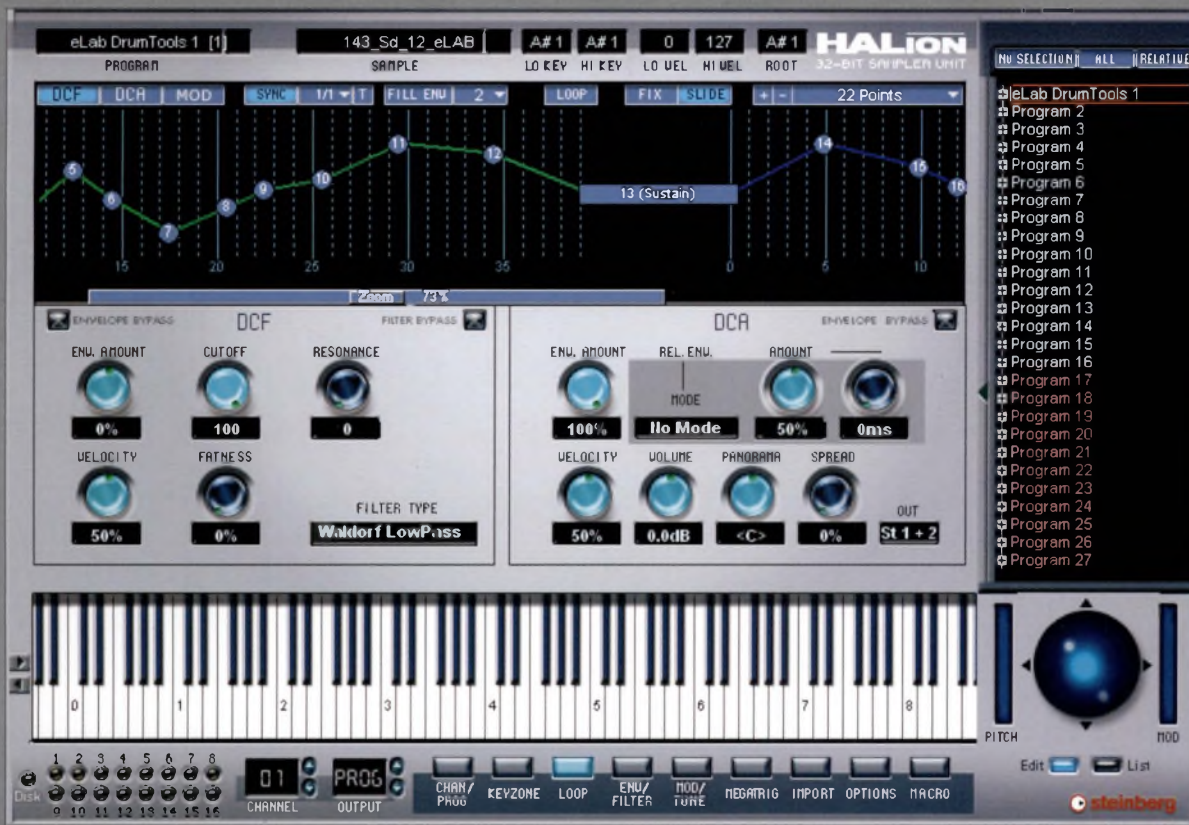 eLab DrumTools 1 [1] 143_Sd_12_eLAB A#1 A#1 0 127 A#1 HALion
PROGRAM SAMPLE LO KEY HI KEY LO VEL HI VEL ROOT 32-BIT SAMPLER UNIT
NO SELECTION ALL RELATIVE
DCF DCA MOD SYNC 1/1 T FILL ENV 2 LOOP FIX SLIDE + - 22 Points
5 6 7 8 9 10 11 12 13 (Sustain) 14 15 16
15 20 25 30 35 0 5 10
Zoom 73%
eLab DrumTools 1
Program 2
Program 3
Program 4
Program 5
Program 6
Program 7
Program 8
Program 9
Program 10
Program 11
Program 12
Program 13
Program 14
Program 15
Program 16
Program 17
Program 18
Program 19
Program 20
Program 21
Program 22
Program 23
Program 24
Program 25
Program 26
Program 27
ENVELOPE BYPASS DCF FILTER BYPASS
ENV. AMOUNT CUTOFF RESONANCE
0% 100 0
VELOCITY FATNESS
FILTER TYPE
50% 0% Waldorf LowPass
DCA ENVELOPE BYPASS
ENV. AMOUNT REL. ENV. AMOUNT
MODE
100% No Mode 50% 0ms
VELOCITY VOLUME PANORAMA SPREAD
OUT
50% 0.0dB <C> 0% St 1 + 2
0 1 2 3 4 5 6 7 8
PITCH MOD
Edit List
1 2 3 4 5 6 7 8
Disk
9 10 11 12 13 14 15 16
01 PROG
CHANNEL OUTPUT
CHAN/PROG KEYZONE LOOP ENV/FILTER MOD/TUNE MEGATRIG IMPORT OPTIONS MACRO
steinberg